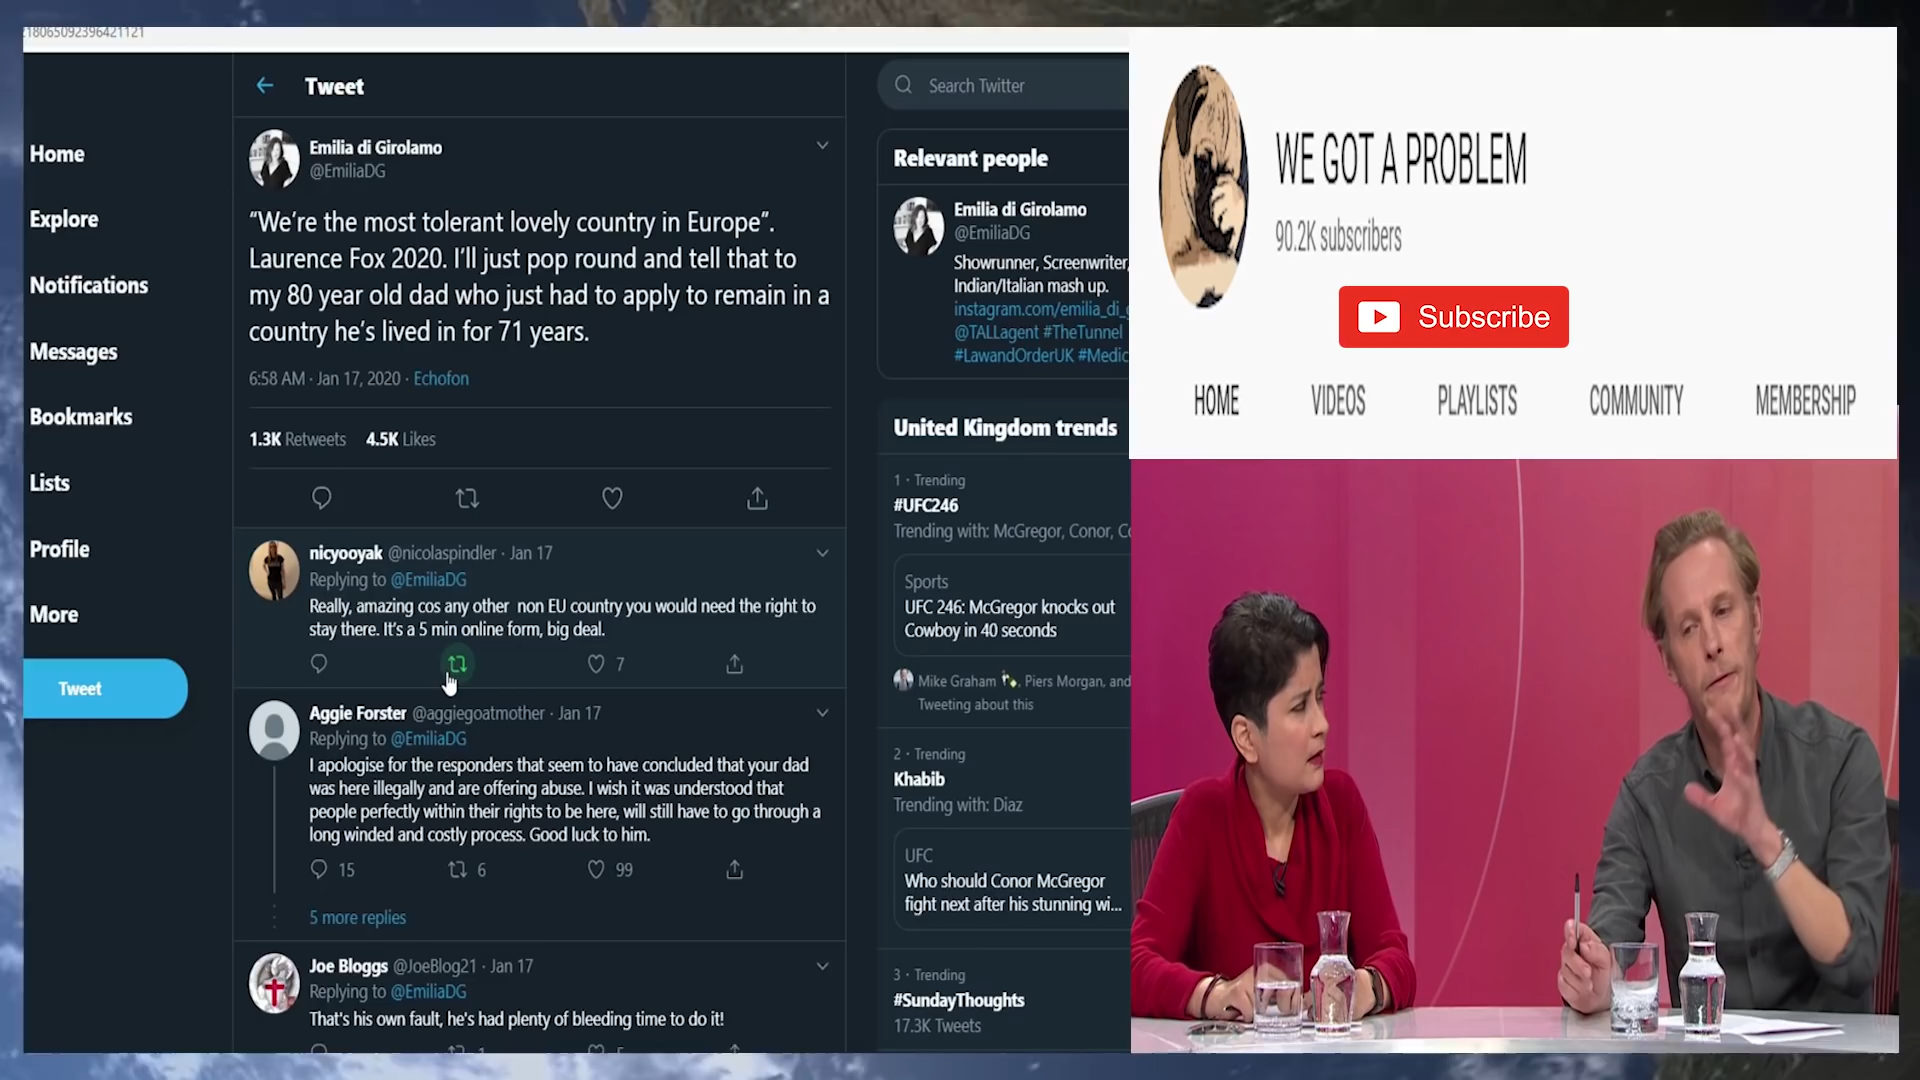 18065092396421121
Home
Explore
Notifications
Messages
Bookmarks
Lists
Profile
More
Tweet
Tweet
Emilia di Girolamo
@EmiliaDG
“We’re the most tolerant lovely country in Europe”.
Laurence Fox 2020. I’ll just pop round and tell that to
my 80 year old dad who just had to apply to remain in a
country he’s lived in for 71 years.
6:58 AM · Jan 17, 2020 · Echofon
1.3K Retweets 4.5K Likes
nicyooyak @nicolaspindler · Jan 17
Replying to @EmiliaDG
Really, amazing cos any other non EU country you would need the right to
stay there. It's a 5 min online form, big deal.
7
Aggie Forster @aggiegoatmother · Jan 17
Replying to @EmiliaDG
I apologise for the responders that seem to have concluded that your dad
was here illegally and are offering abuse. I wish it was understood that
people perfectly within their rights to be here, will still have to go through a
long winded and costly process. Good luck to him.
15 6 99
5 more replies
Joe Bloggs @JoeBlog21 · Jan 17
Replying to @EmiliaDG
That's his own fault, he's had plenty of bleeding time to do it!
Search Twitter
Relevant people
Emilia di Girolamo
@EmiliaDG
Showrunner, Screenwriter,
Indian/Italian mash up.
instagram.com/emilia_di_
@TALLagent #TheTunnel
#LawandOrderUK #Medic
United Kingdom trends
1 · Trending
#UFC246
Trending with: McGregor, Conor,
Sports
UFC 246: McGregor knocks out
Cowboy in 40 seconds
Mike Graham, Piers Morgan, and
Tweeting about this
2 · Trending
Khabib
Trending with: Diaz
UFC
Who should Conor McGregor
fight next after his stunning wi...
3 · Trending
#SundayThoughts
17.3K Tweets
WE GOT A PROBLEM
90.2K subscribers
Subscribe
HOME VIDEOS PLAYLISTS COMMUNITY MEMBERSHIP